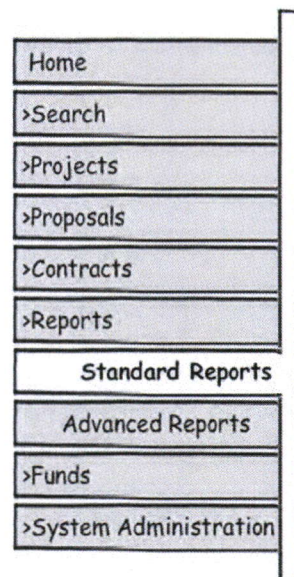 Home
>Search
>Projects
>Proposals
>Contracts
>Reports
Standard Reports
Advanced Reports
>Funds
>System Administration